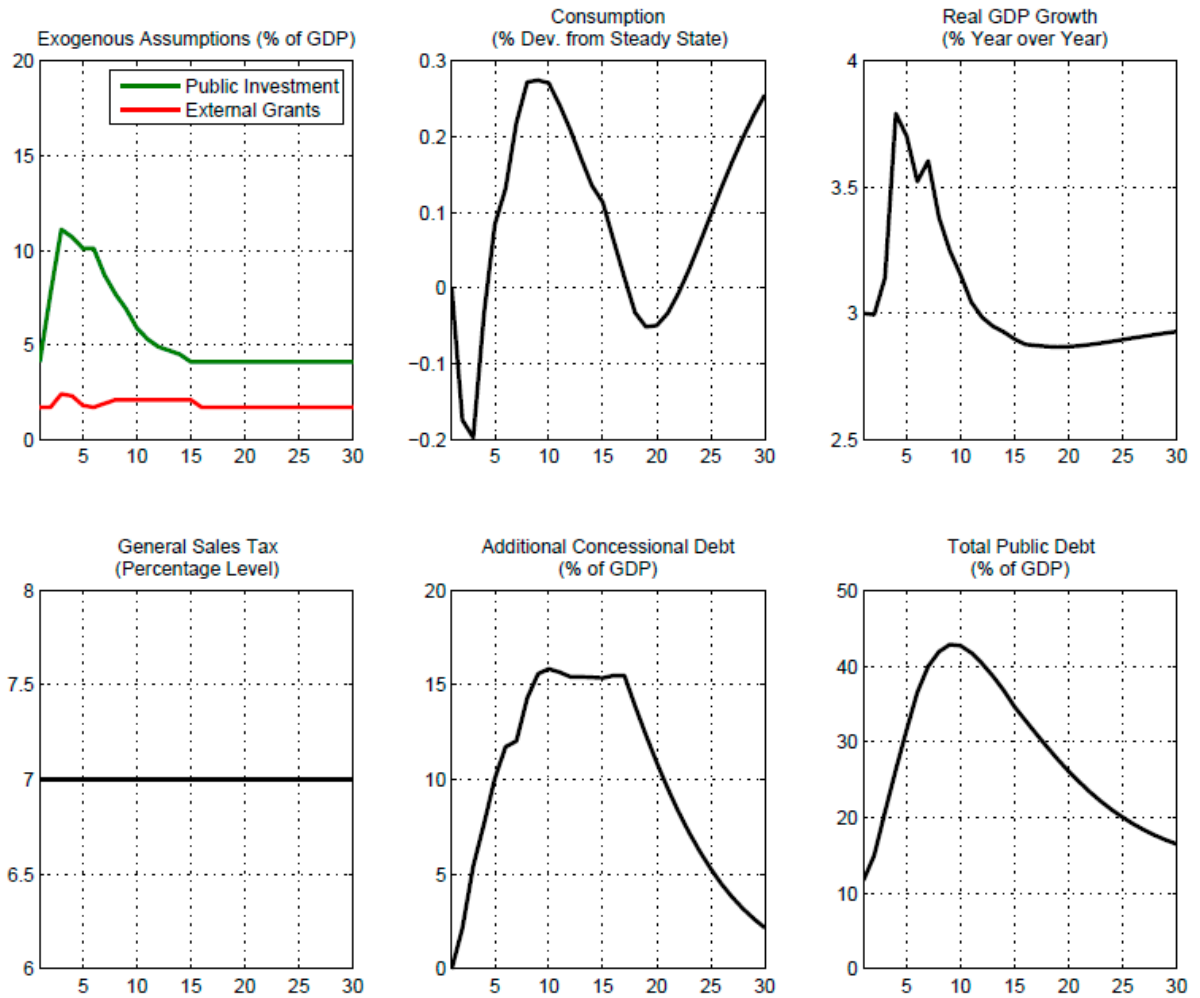 Exogenous Assumptions (% of GDP)
20
15
10
5
0
5 10 15 20 25 30
Public Investment
External Grants
Consumption
(% Dev. from Steady State)
0.3
0.2
0.1
0
−0.1
−0.2
5 10 15 20 25 30
Real GDP Growth
(% Year over Year)
4
3.5
3
2.5
5 10 15 20 25 30
General Sales Tax
(Percentage Level)
8
7.5
7
6.5
6
5 10 15 20 25 30
Additional Concessional Debt
(% of GDP)
20
15
10
5
0
5 10 15 20 25 30
Total Public Debt
(% of GDP)
50
40
30
20
10
0
5 10 15 20 25 30